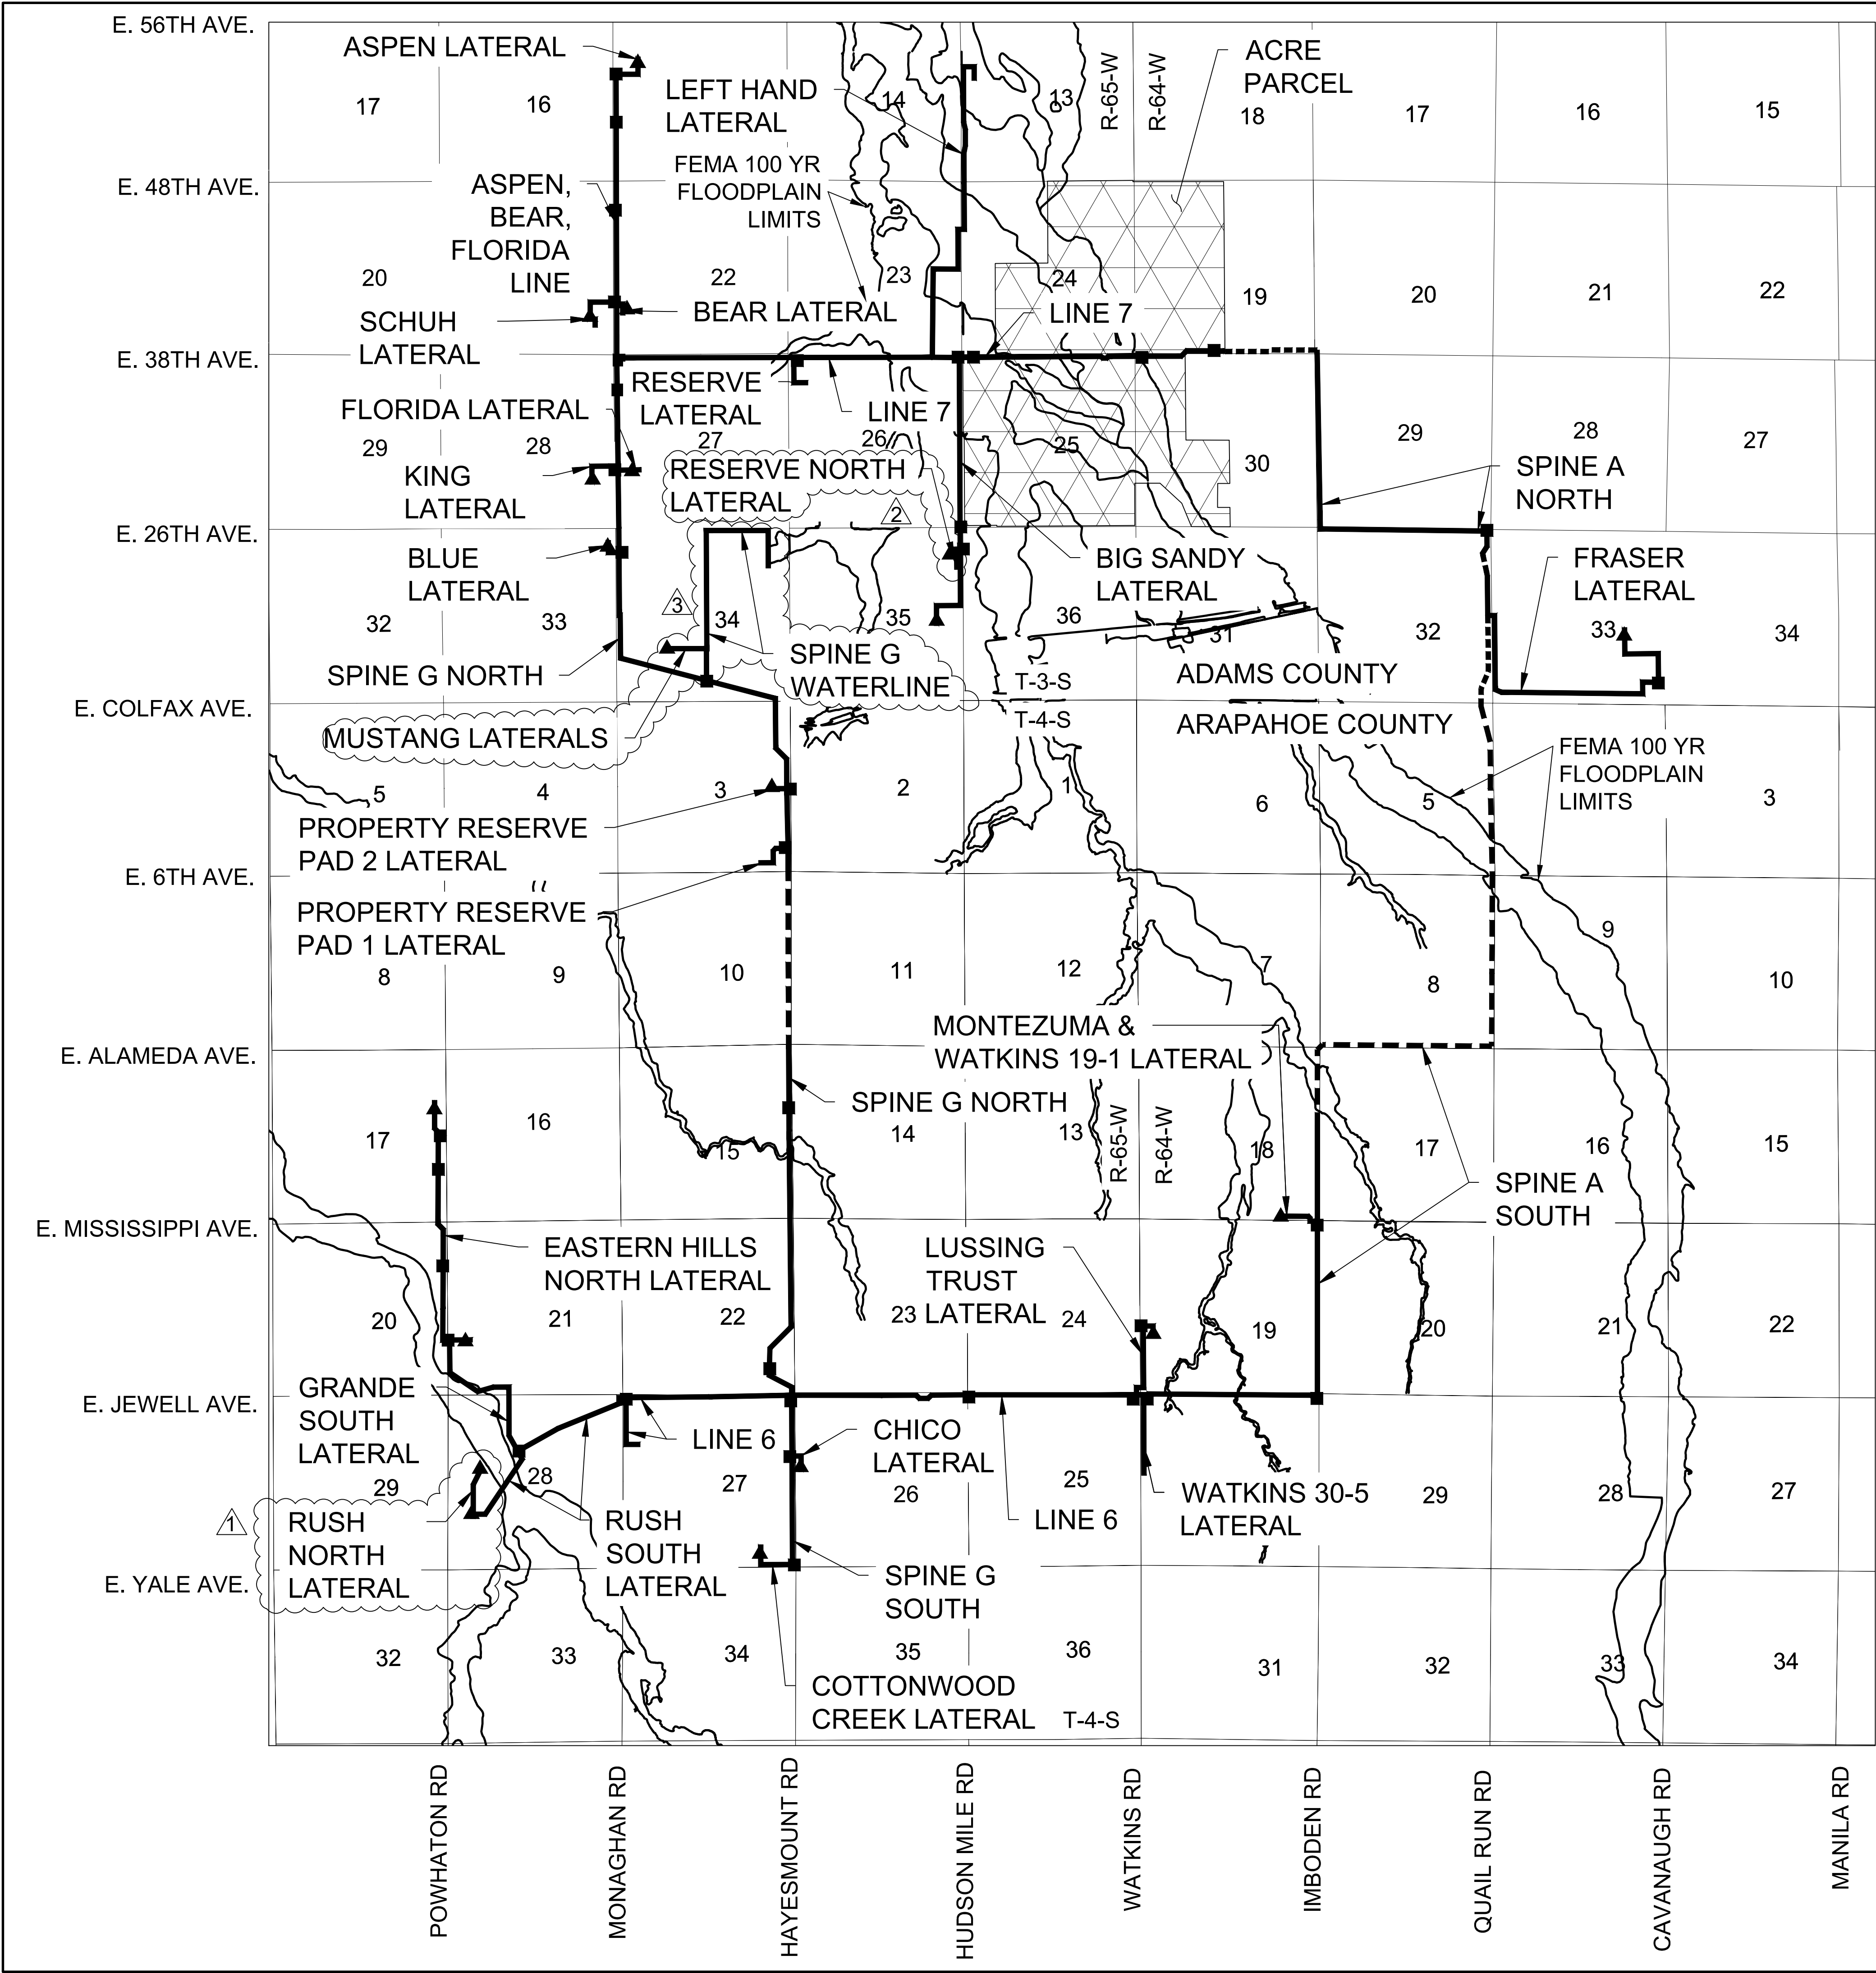 E. 56TH AVE.
ASPEN LATERAL
ACRE
PARCEL
LEFT HAND
LATERAL
R-65-W
R-64-W
17
16
14
13
18
17
16
15
FEMA 100 YR
FLOODPLAIN
LIMITS
E. 48TH AVE.
ASPEN,
BEAR,
FLORIDA
LINE
20
22
23
24
19
20
21
22
SCHUH
LATERAL
BEAR LATERAL
LINE 7
E. 38TH AVE.
RESERVE
LATERAL
FLORIDA LATERAL
LINE 7
29
28
27
26
25
30
29
28
27
KING
LATERAL
RESERVE NORTH
LATERAL
2
SPINE A
NORTH
E. 26TH AVE.
BLUE
LATERAL
BIG SANDY
LATERAL
FRASER
LATERAL
3
32
33
34
35
36
31
32
33
34
SPINE G NORTH
SPINE G
WATERLINE
T-3-S
ADAMS COUNTY
E. COLFAX AVE.
T-4-S
ARAPAHOE COUNTY
MUSTANG LATERALS
FEMA 100 YR
FLOODPLAIN
LIMITS
5
4
3
2
1
6
5
3
PROPERTY RESERVE
PAD 2 LATERAL
E. 6TH AVE.
PROPERTY RESERVE
PAD 1 LATERAL
8
9
10
11
12
7
8
9
10
MONTEZUMA &
WATKINS 19-1 LATERAL
E. ALAMEDA AVE.
SPINE G NORTH
R-65-W
R-64-W
17
16
15
14
13
18
17
16
15
SPINE A
SOUTH
E. MISSISSIPPI AVE.
EASTERN HILLS
NORTH LATERAL
LUSSING
TRUST
LATERAL
20
21
22
23
24
19
20
21
22
GRANDE
SOUTH
LATERAL
E. JEWELL AVE.
LINE 6
CHICO
LATERAL
29
28
27
26
25
29
28
27
WATKINS 30-5
LATERAL
1
RUSH
NORTH
LATERAL
RUSH
SOUTH
LATERAL
LINE 6
SPINE G
SOUTH
E. YALE AVE.
32
33
34
35
36
31
32
33
34
COTTONWOOD
CREEK LATERAL
T-4-S
POWHATON RD
MONAGHAN RD
HAYESMOUNT RD
HUDSON MILE RD
WATKINS RD
IMBODEN RD
QUAIL RUN RD
CAVANAUGH RD
MANILA RD